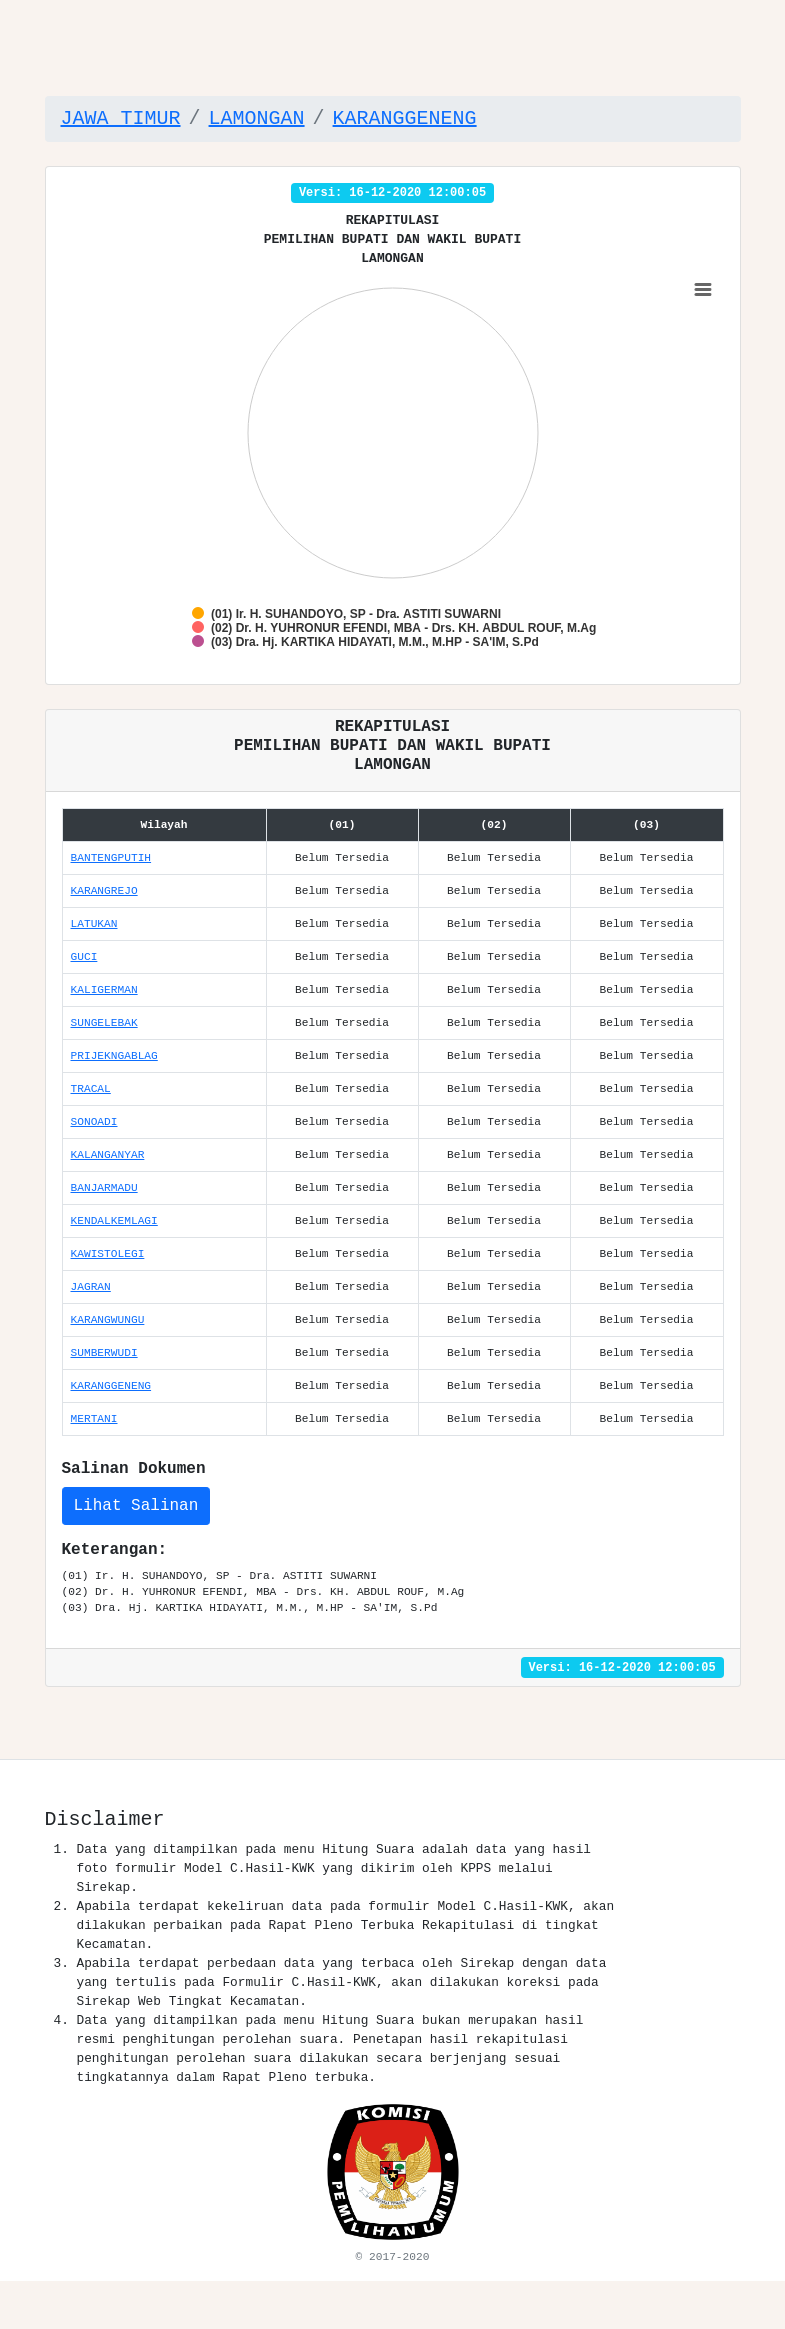 JAWA TIMUR / LAMONGAN / KARANGGENENG
Versi: 16-12-2020 12:00:05
REKAPITULASI
PEMILIHAN BUPATI DAN WAKIL BUPATI
LAMONGAN
(01) Ir. H. SUHANDOYO, SP - Dra. ASTITI SUWARNI
(02) Dr. H. YUHRONUR EFENDI, MBA - Drs. KH. ABDUL ROUF, M.Ag
(03) Dra. Hj. KARTIKA HIDAYATI, M.M., M.HP - SA'IM, S.Pd
REKAPITULASI
PEMILIHAN BUPATI DAN WAKIL BUPATI
LAMONGAN
Wilayah (01) (02) (03)
BANTENGPUTIH Belum Tersedia Belum Tersedia Belum Tersedia
KARANGREJO Belum Tersedia Belum Tersedia Belum Tersedia
LATUKAN Belum Tersedia Belum Tersedia Belum Tersedia
GUCI Belum Tersedia Belum Tersedia Belum Tersedia
KALIGERMAN Belum Tersedia Belum Tersedia Belum Tersedia
SUNGELEBAK Belum Tersedia Belum Tersedia Belum Tersedia
PRIJEKNGABLAG Belum Tersedia Belum Tersedia Belum Tersedia
TRACAL Belum Tersedia Belum Tersedia Belum Tersedia
SONOADI Belum Tersedia Belum Tersedia Belum Tersedia
KALANGANYAR Belum Tersedia Belum Tersedia Belum Tersedia
BANJARMADU Belum Tersedia Belum Tersedia Belum Tersedia
KENDALKEMLAGI Belum Tersedia Belum Tersedia Belum Tersedia
KAWISTOLEGI Belum Tersedia Belum Tersedia Belum Tersedia
JAGRAN Belum Tersedia Belum Tersedia Belum Tersedia
KARANGWUNGU Belum Tersedia Belum Tersedia Belum Tersedia
SUMBERWUDI Belum Tersedia Belum Tersedia Belum Tersedia
KARANGGENENG Belum Tersedia Belum Tersedia Belum Tersedia
MERTANI Belum Tersedia Belum Tersedia Belum Tersedia
Salinan Dokumen
Lihat Salinan
Keterangan:
(01) Ir. H. SUHANDOYO, SP - Dra. ASTITI SUWARNI
(02) Dr. H. YUHRONUR EFENDI, MBA - Drs. KH. ABDUL ROUF, M.Ag
(03) Dra. Hj. KARTIKA HIDAYATI, M.M., M.HP - SA'IM, S.Pd
Versi: 16-12-2020 12:00:05
Disclaimer
1. Data yang ditampilkan pada menu Hitung Suara adalah data yang hasil
foto formulir Model C.Hasil-KWK yang dikirim oleh KPPS melalui
Sirekap.
2. Apabila terdapat kekeliruan data pada formulir Model C.Hasil-KWK, akan
dilakukan perbaikan pada Rapat Pleno Terbuka Rekapitulasi di tingkat
Kecamatan.
3. Apabila terdapat perbedaan data yang terbaca oleh Sirekap dengan data
yang tertulis pada Formulir C.Hasil-KWK, akan dilakukan koreksi pada
Sirekap Web Tingkat Kecamatan.
4. Data yang ditampilkan pada menu Hitung Suara bukan merupakan hasil
resmi penghitungan perolehan suara. Penetapan hasil rekapitulasi
penghitungan perolehan suara dilakukan secara berjenjang sesuai
tingkatannya dalam Rapat Pleno terbuka.
KOMISI
PEMILIHAN UMUM
© 2017-2020